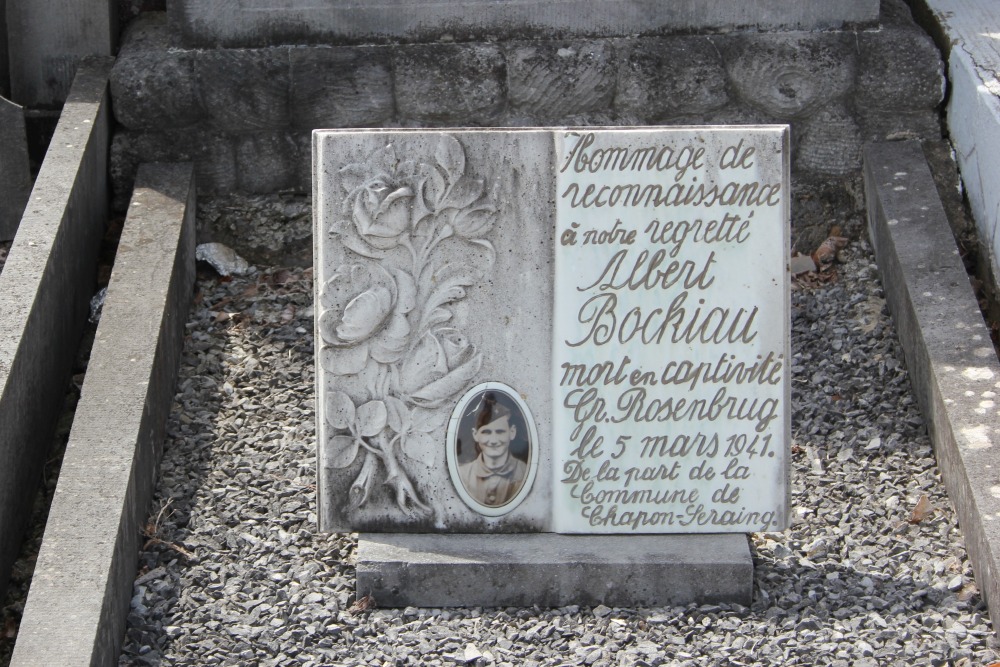 Hommage de
reconnaissance
à notre regretté
Albert
Bockiau
mort en captivité
Gr. Rosenbrug
le 5 mars 1941.
De la part de la
Commune de
Chapon-Seraing.